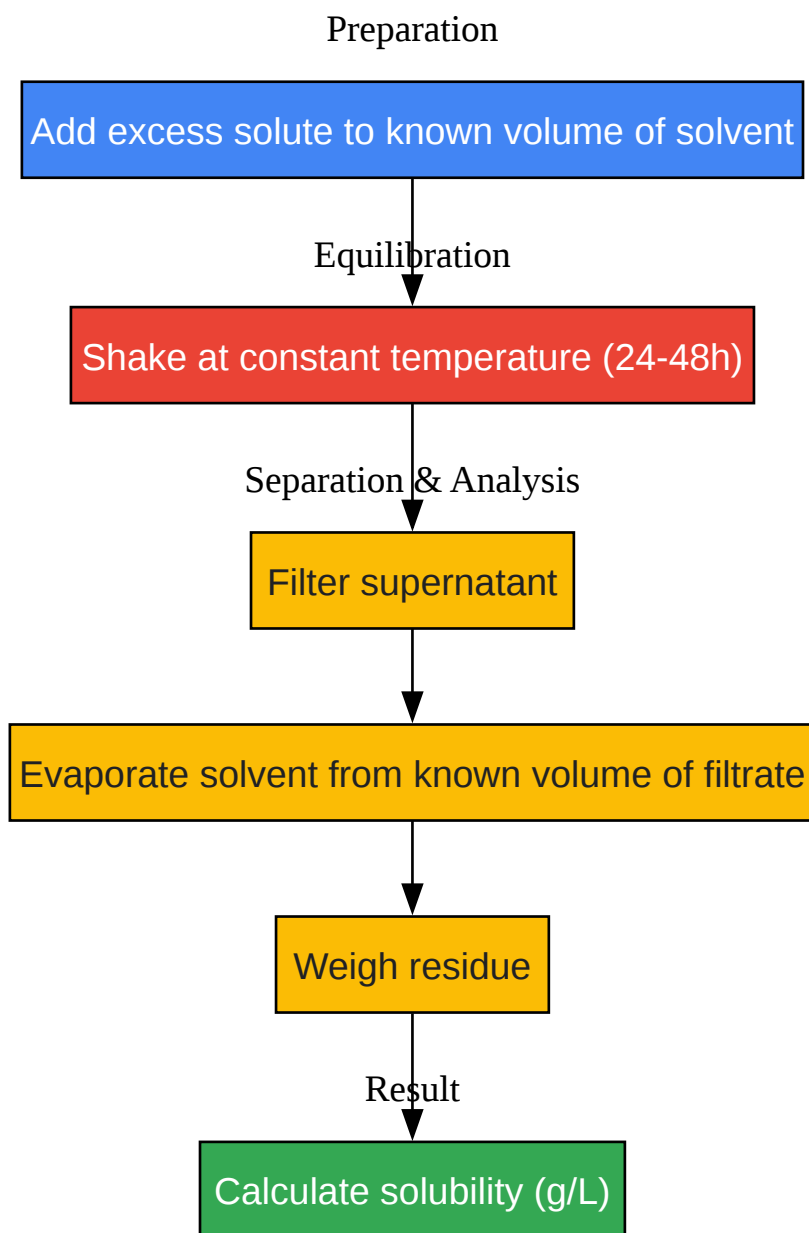 Preparation
Add excess solute to known volume of solvent
Equilibration
Shake at constant temperature (24-48h)
Separation & Analysis
Filter supernatant
Evaporate solvent from known volume of filtrate
Weigh residue
Result
Calculate solubility (g/L)